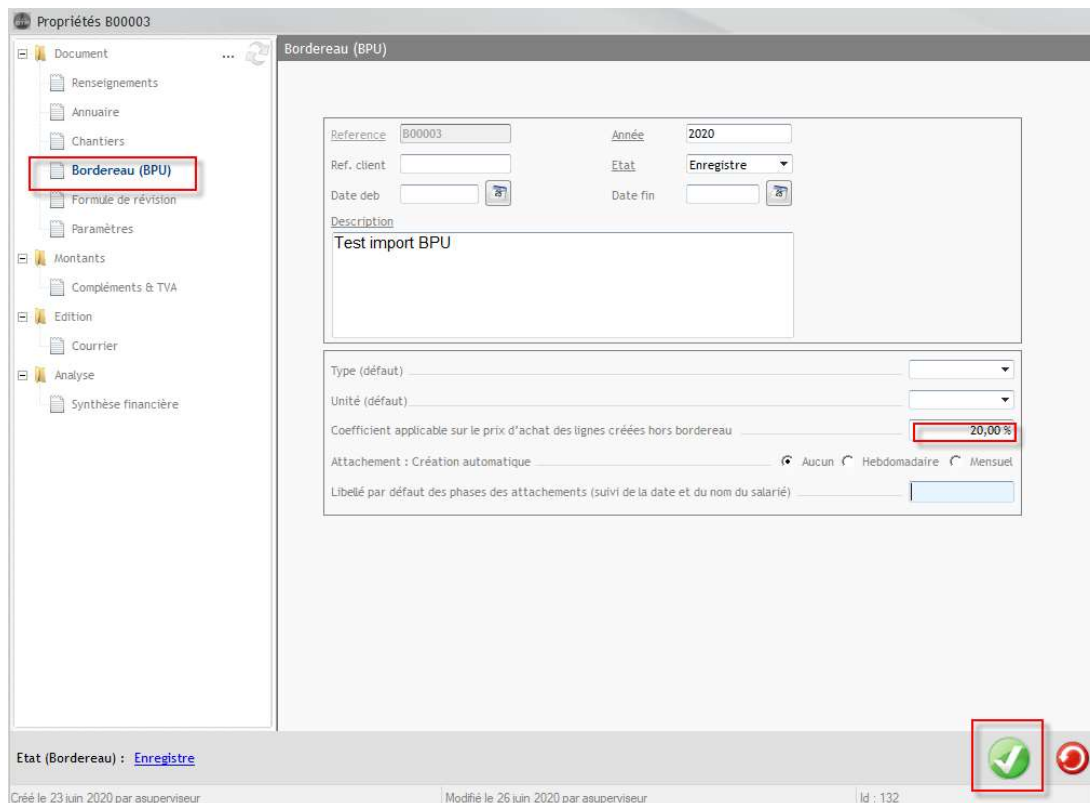 Propriétés B00003
Document ...
Renseignements
Annuaire
Chantiers
Bordereau (BPU)
Formule de révision
Paramètres
Montants
Compléments & TVA
Edition
Courrier
Analyse
Synthèse financière
Bordereau (BPU)
Reference B00003 Année 2020
Ref. client Etat Enregistre
Date deb Date fin
Description
Test import BPU
Type (défaut)
Unité (défaut)
Coefficient applicable sur le prix d'achat des lignes créées hors bordereau 20,00 %
Attachement : Création automatique Aucun Hebdomadaire Mensuel
Libellé par défaut des phases des attachements (suivi de la date et du nom du salarié)
Etat (Bordereau) : Enregistre
Créé le 23 juin 2020 par asuperviseur Modifié le 26 juin 2020 par asuperviseur Id : 132